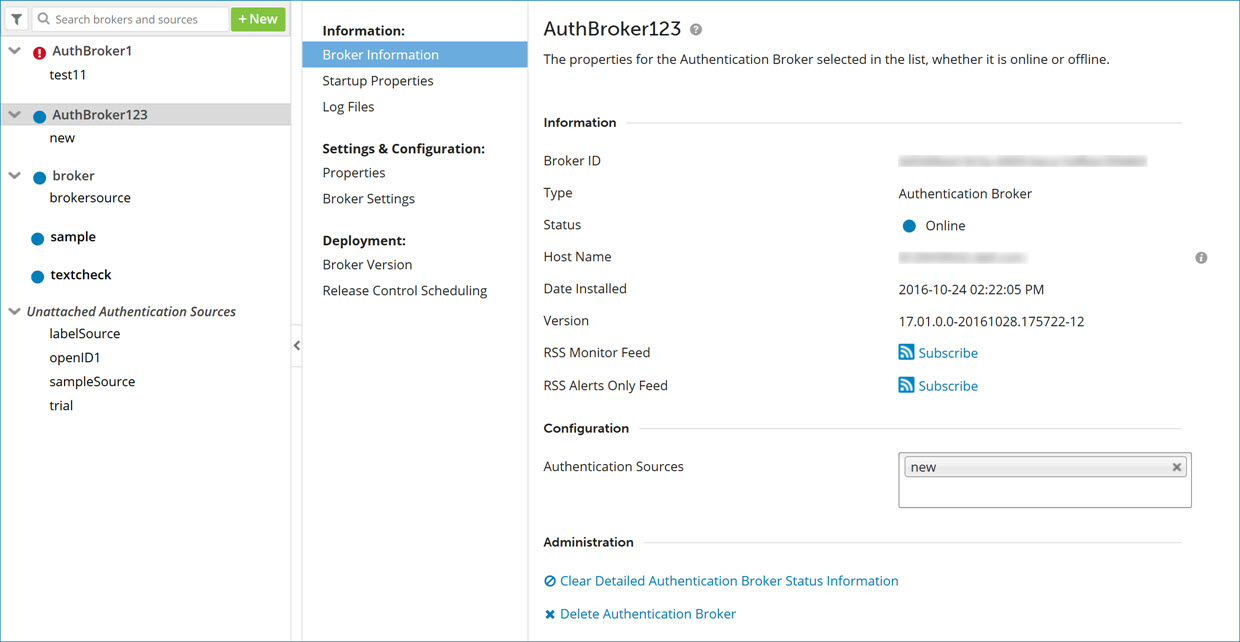 Search brokers and sources
+ New
AuthBroker1
test11
AuthBroker123
new
broker
brokersource
sample
textcheck
Unattached Authentication Sources
labelSource
openID1
sampleSource
trial
Information:
Broker Information
Startup Properties
Log Files
Settings & Configuration:
Properties
Broker Settings
Deployment:
Broker Version
Release Control Scheduling
AuthBroker123
The properties for the Authentication Broker selected in the list, whether it is online or offline.
Information
Broker ID
Type Authentication Broker
Status Online
Host Name
Date Installed 2016-10-24 02:22:05 PM
Version 17.01.0.0-20161028.175722-12
RSS Monitor Feed Subscribe
RSS Alerts Only Feed Subscribe
Configuration
Authentication Sources new
Administration
Clear Detailed Authentication Broker Status Information
Delete Authentication Broker